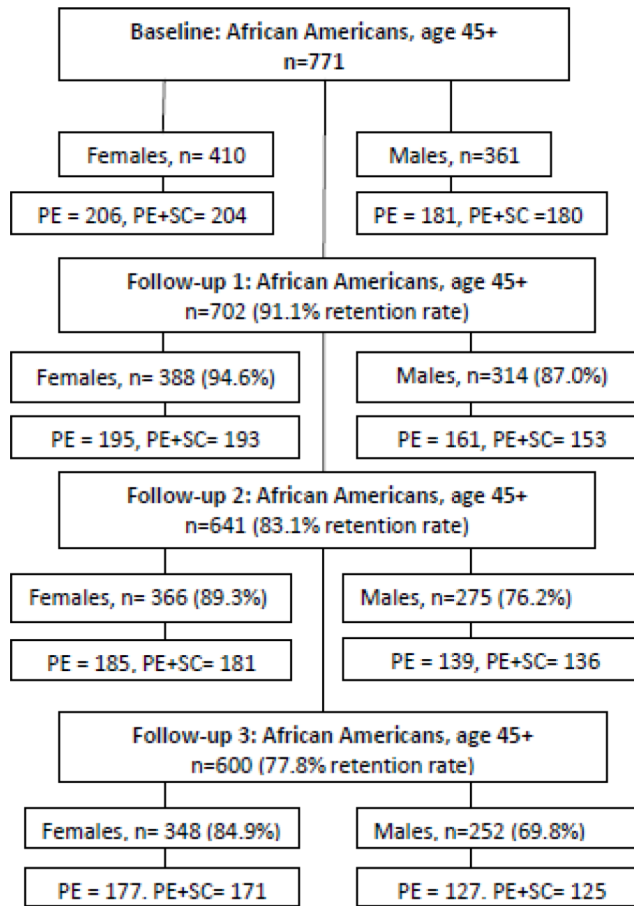 Baseline: African Americans, age 45+
n=771
Females, n= 410
Males, n=361
PE = 206, PE+SC= 204
PE = 181, PE+SC =180
Follow-up 1: African Americans, age 45+
n=702 (91.1% retention rate)
Females, n= 388 (94.6%)
Males, n=314 (87.0%)
PE = 195, PE+SC= 193
PE = 161, PE+SC= 153
Follow-up 2: African Americans, age 45+
n=641 (83.1% retention rate)
Females, n= 366 (89.3%)
Males, n=275 (76.2%)
PE = 185, PE+SC= 181
PE = 139, PE+SC= 136
Follow-up 3: African Americans, age 45+
n=600 (77.8% retention rate)
Females, n= 348 (84.9%)
Males, n=252 (69.8%)
PE = 177. PE+SC= 171
PE = 127. PE+SC= 125